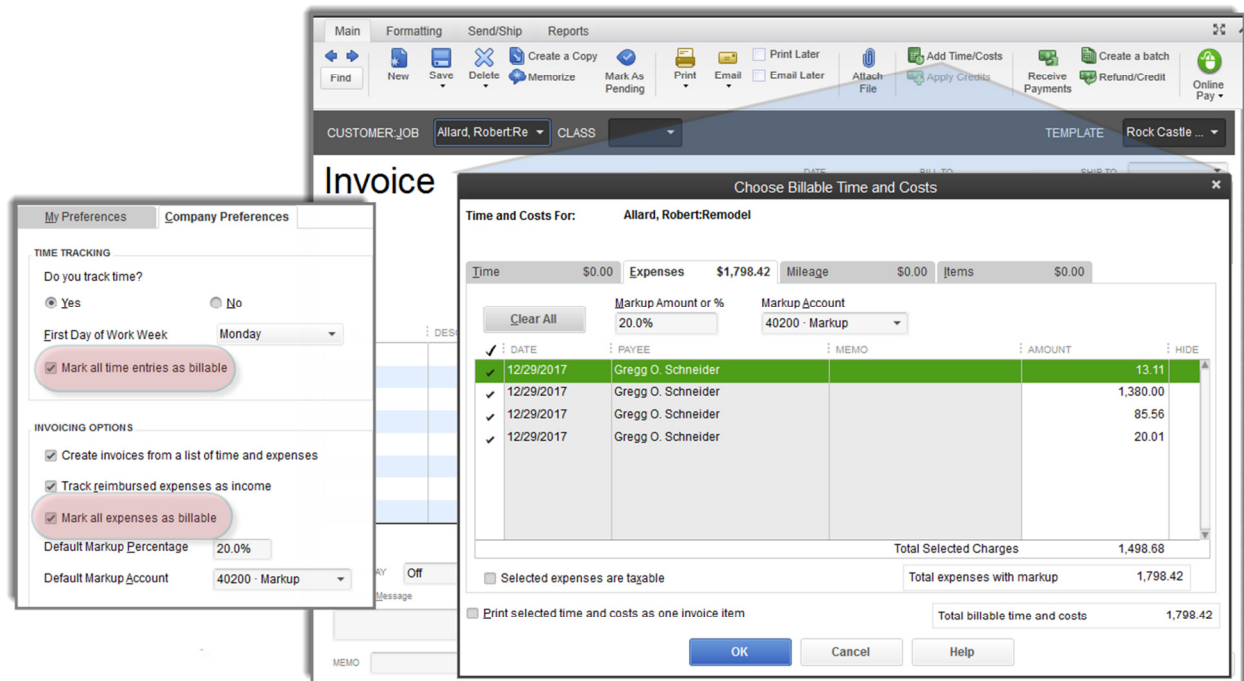 Main Formatting Send/Ship Reports
Find New Save Delete Create a Copy Memorize Mark As Pending Print Email Print Later Email Later Attach File Add Time/Costs Apply Credits Receive Payments Create a batch Refund/Credit Online Pay
CUSTOMER:JOB Allard, Robert:Re CLASS TEMPLATE Rock Castle ...
Invoice
DATE BILL TO SHIP TO
My Preferences Company Preferences
TIME TRACKING
Do you track time?
Yes No
First Day of Work Week Monday
Mark all time entries as billable
INVOICING OPTIONS
Create invoices from a list of time and expenses
Track reimbursed expenses as income
Mark all expenses as billable
Default Markup Percentage 20.0%
Default Markup Account 40200 · Markup
DESC
AY Off
Message
MEMO
Choose Billable Time and Costs
Time and Costs For: Allard, Robert:Remodel
Time $0.00 Expenses $1,798.42 Mileage $0.00 Items $0.00
Markup Amount or % Markup Account
Clear All 20.0% 40200 · Markup
DATE PAYEE MEMO AMOUNT HIDE
12/29/2017 Gregg O. Schneider 13.11
12/29/2017 Gregg O. Schneider 1,380.00
12/29/2017 Gregg O. Schneider 85.56
12/29/2017 Gregg O. Schneider 20.01
Total Selected Charges 1,498.68
Selected expenses are taxable Total expenses with markup 1,798.42
Print selected time and costs as one invoice item Total billable time and costs 1,798.42
OK Cancel Help